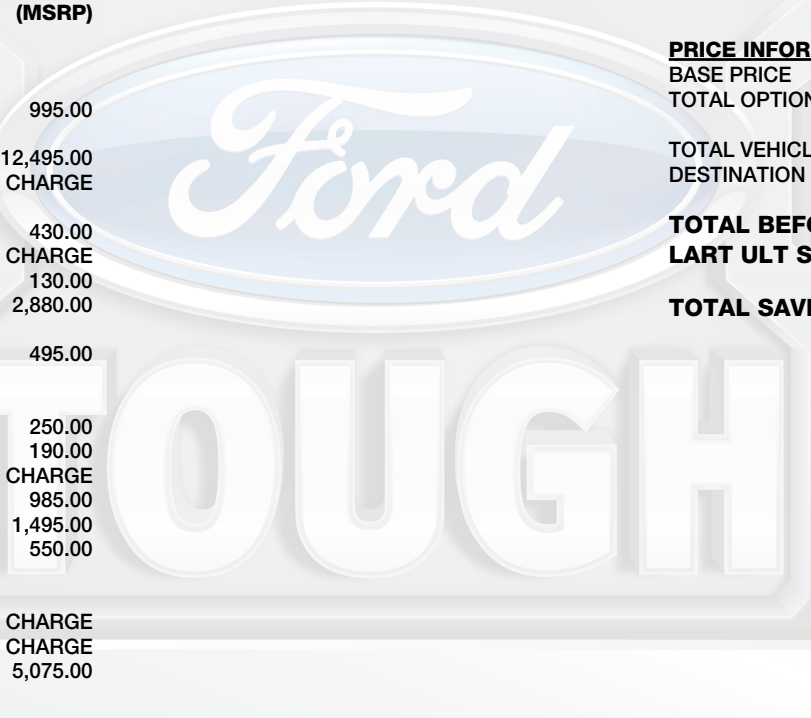 (MSRP)
995.00
12,495.00
CHARGE
430.00
CHARGE
130.00
2,880.00
495.00
250.00
190.00
CHARGE
985.00
1,495.00
550.00
CHARGE
CHARGE
5,075.00
Ford
TOUGH
PRICE INFOR
BASE PRICE
TOTAL OPTION
TOTAL VEHICL
DESTINATION
TOTAL BEFO
LART ULT S
TOTAL SAVI